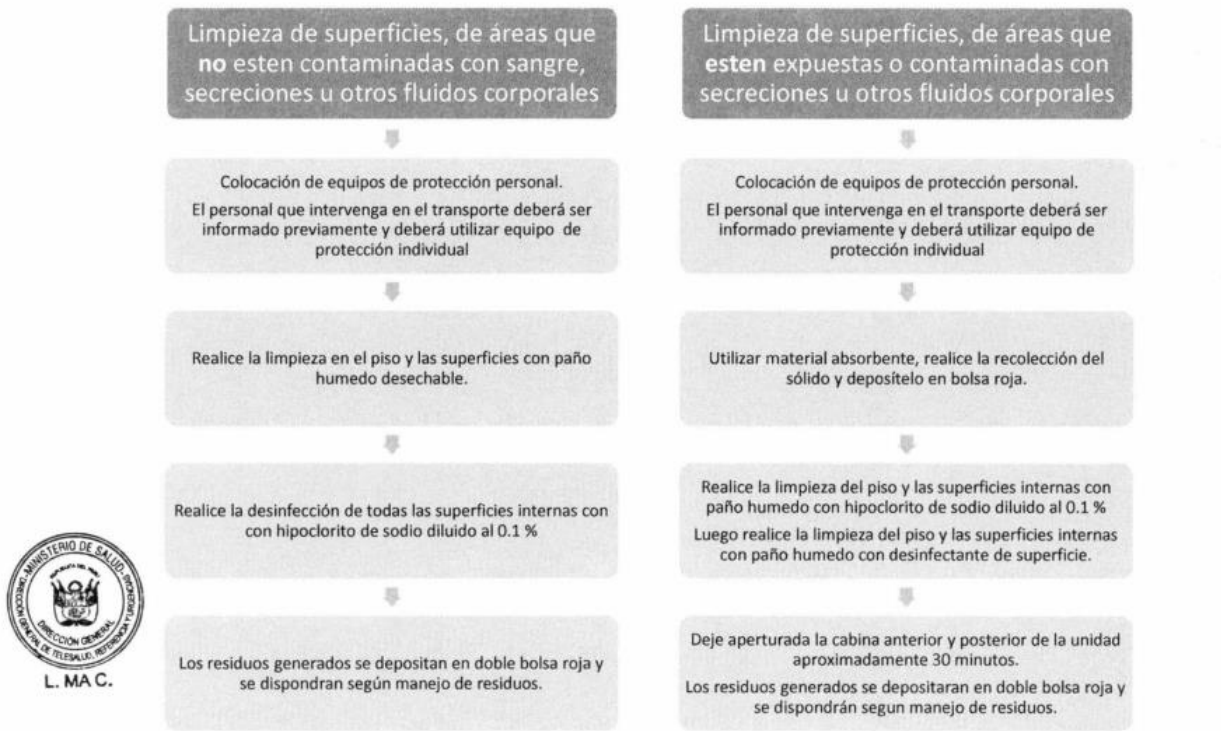 Limpieza de superficies, de áreas que
no esten contaminadas con sangre,
secreciones u otros fluidos corporales
Colocación de equipos de protección personal.
El personal que intervenga en el transporte deberá ser
informado previamente y deberá utilizar equipo de
protección individual
Realice la limpieza en el piso y las superficies con paño
humedo desechable.
Realice la desinfección de todas las superficies internas con
con hipoclorito de sodio diluido al 0.1 %
Los residuos generados se depositan en doble bolsa roja y
se dispondran según manejo de residuos.
Limpieza de superficies, de áreas que
esten expuestas o contaminadas con
secreciones u otros fluidos corporales
Colocación de equipos de protección personal.
El personal que intervenga en el transporte deberá ser
informado previamente y deberá utilizar equipo de
protección individual
Utilizar material absorbente, realice la recolección del
sólido y deposítelo en bolsa roja.
Realice la limpieza del piso y las superficies internas con
paño humedo con hipoclorito de sodio diluido al 0.1 %
Luego realice la limpieza del piso y las superficies internas
con paño humedo con desinfectante de superficie.
Deje aperturada la cabina anterior y posterior de la unidad
aproximadamente 30 minutos.
Los residuos generados se depositaran en doble bolsa roja y
se dispondrán segun manejo de residuos.
MINISTERIO DE SALUD
DIRECCIÓN GENERAL DE TELESALUD, REFERENCIA Y URGENCIAS
DIRECCIÓN GENERAL
L. MA C.